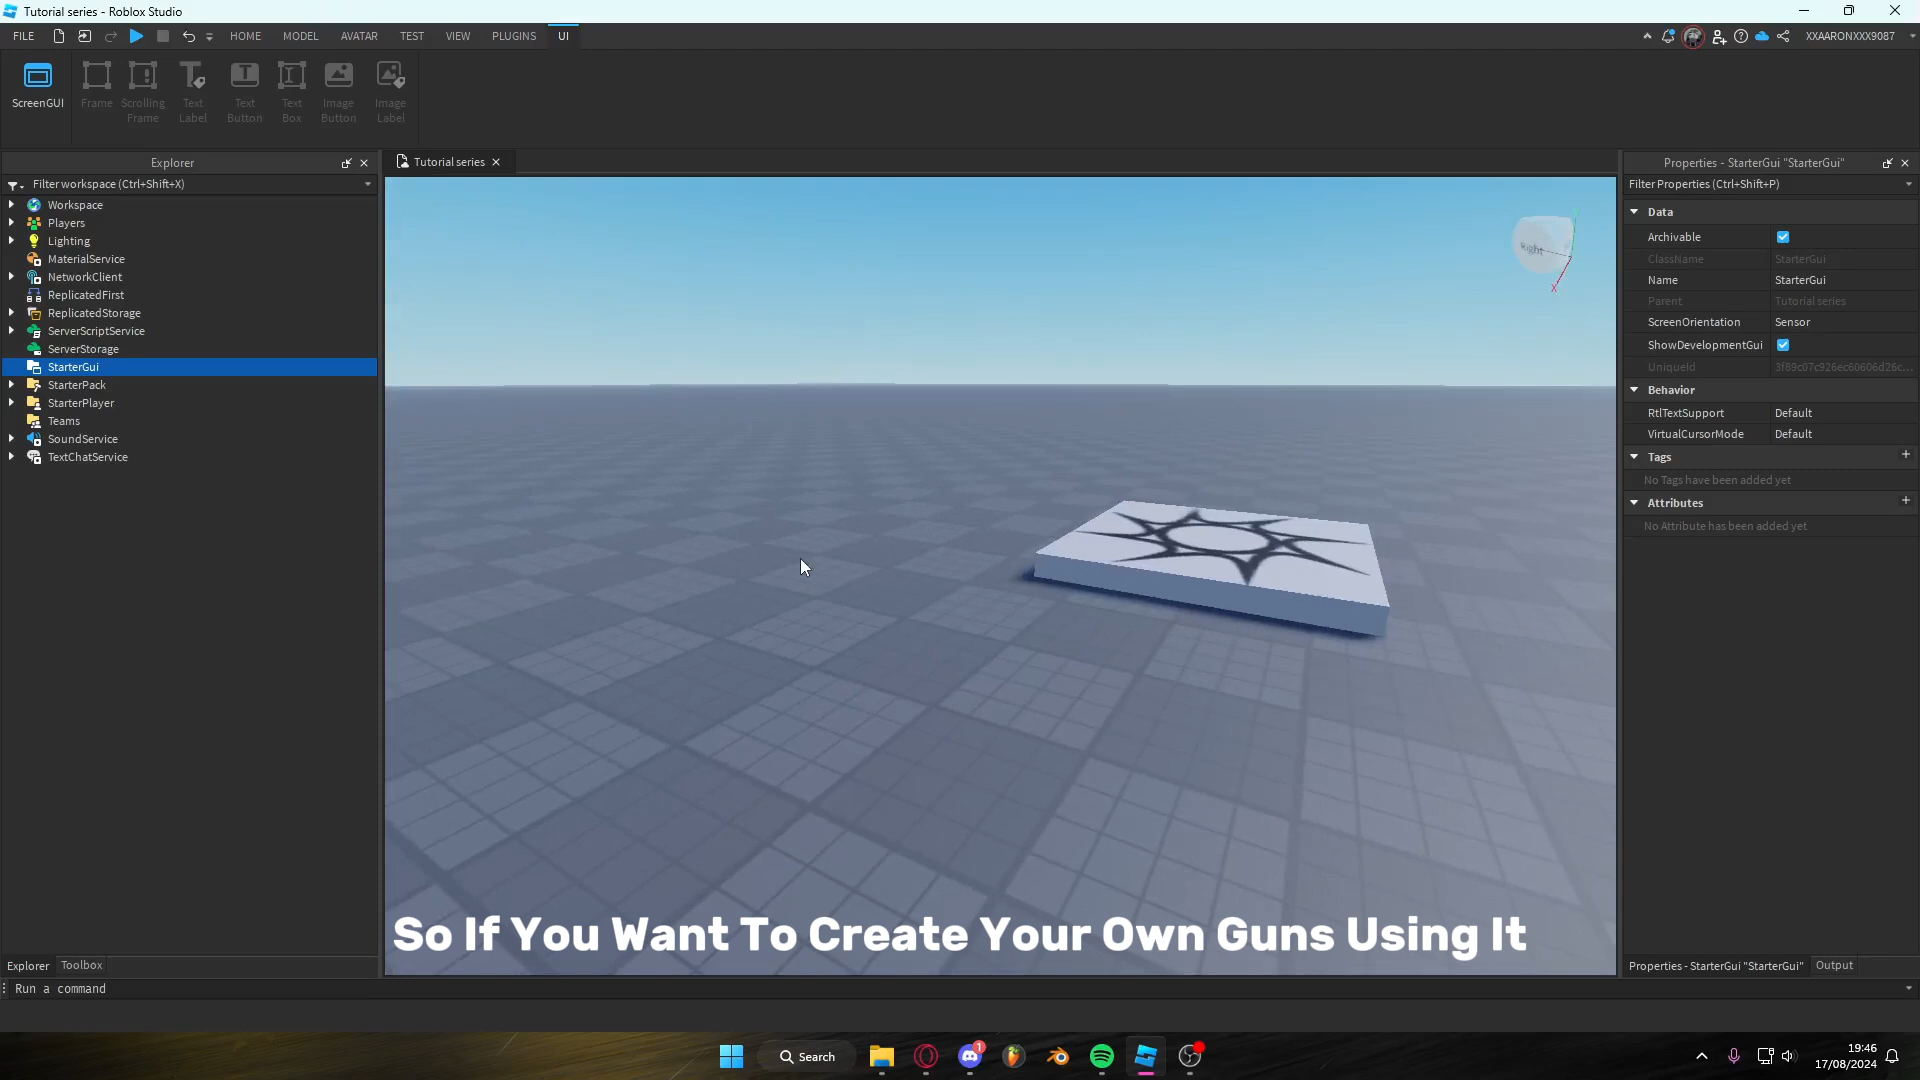 Tutorial series - Roblox Studio
FILE HOME MODEL AVATAR TEST VIEW PLUGINS UI XXAARONXXX9087
ScreenGUI Frame Scrolling Frame Text Label Text Button Text Box Image Button Image Label
Explorer
Filter workspace (Ctrl+Shift+X)
Workspace
Players
Lighting
MaterialService
NetworkClient
ReplicatedFirst
ReplicatedStorage
ServerScriptService
ServerStorage
StarterGui
StarterPack
StarterPlayer
Teams
SoundService
TextChatService
Explorer Toolbox
Tutorial series
Right
X
So If You Want To Create Your Own Guns Using It
Properties - StarterGui "StarterGui"
Filter Properties (Ctrl+Shift+P)
Data
Archivable
ClassName StarterGui
Name StarterGui
Parent Tutorial series
ScreenOrientation Sensor
ShowDevelopmentGui
UniqueId 3f89c07c926ec60606d26c...
Behavior
RtlTextSupport Default
VirtualCursorMode Default
Tags
No Tags have been added yet
Attributes
No Attribute has been added yet
Properties - StarterGui "StarterGui" Output
Run a command
Search
1
19:46
17/08/2024